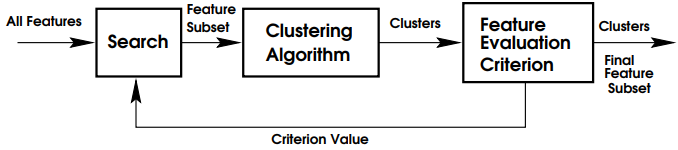 All Features
Search
Feature
Subset
Clustering
Algorithm
Clusters
Feature
Evaluation
Criterion
Clusters
Final
Feature
Subset
Criterion Value